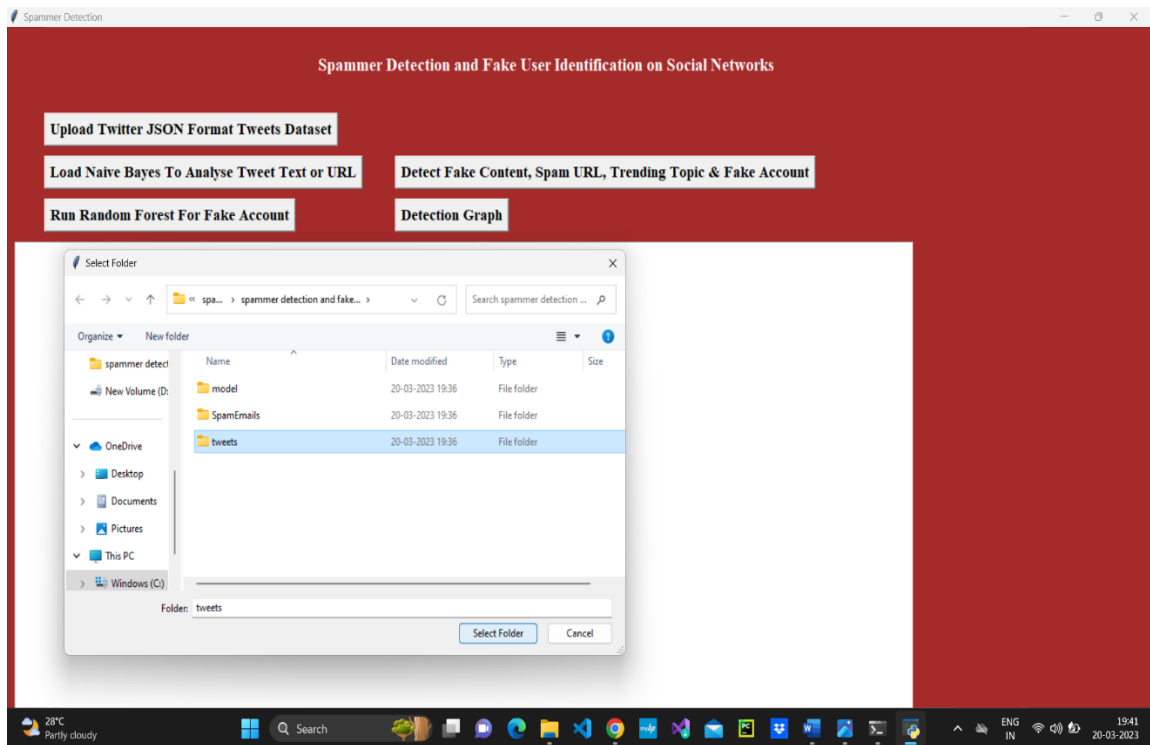 Spammer Detection
Spammer Detection and Fake User Identification on Social Networks
Upload Twitter JSON Format Tweets Dataset
Load Naive Bayes To Analyse Tweet Text or URL
Detect Fake Content, Spam URL, Trending Topic & Fake Account
Run Random Forest For Fake Account
Detection Graph
Select Folder
« spa... › spammer detection and fake... ›
Search spammer detection ...
Organize
New folder
Name
Date modified
Type
Size
spammer detect
New Volume (D:
OneDrive
Desktop
Documents
Pictures
This PC
Windows (C:)
model 20-03-2023 19:36 File folder
SpamEmails 20-03-2023 19:36 File folder
tweets 20-03-2023 19:36 File folder
Folder: tweets
Select Folder
Cancel
28°C
Partly cloudy
Search
ENG
IN
19:41
20-03-2023